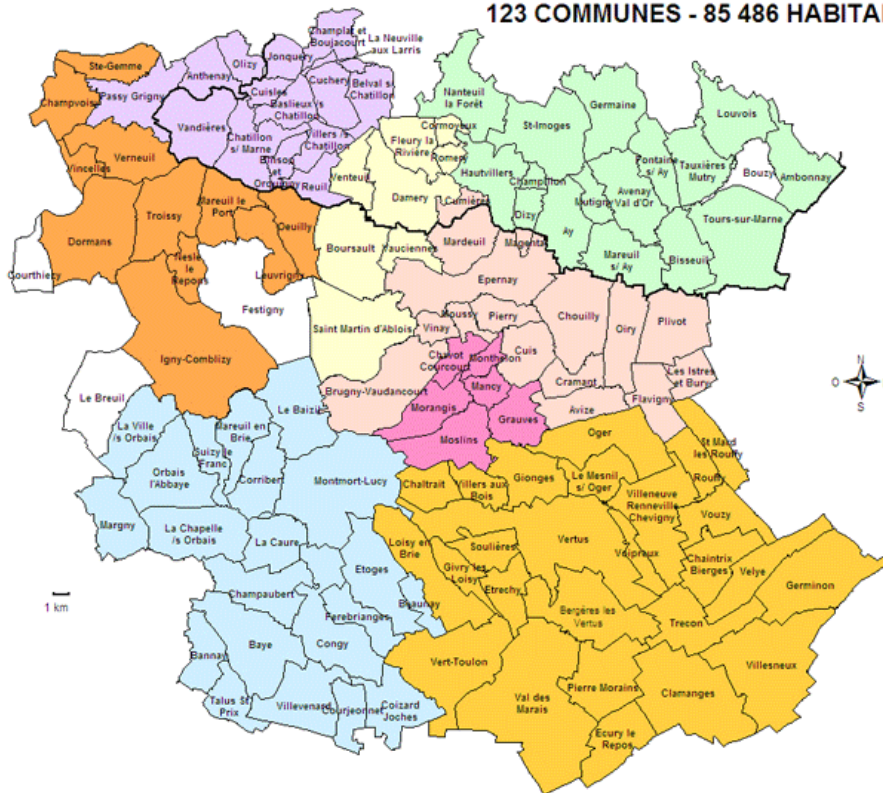 123 COMMUNES - 85 486 HABITA
Champlat et
Boujacourt
La Neuville
aux Larris
Ste-Gemme
Olizy
Jonquery
Anthenay
Cuchery
Passy Grigny
Cuisles
Belval s/
Chatillon
Champvoisy
Baslieux /s
Chatillon
Nanteuil
la Forêt
Germaine
Louvois
Vandières
Chatillon
s/ Marne
Villers /s
Chatillon
Cormoyeux
St-Imoges
Fleury la
Rivière
Romery
Verneuil
Binson
et
Orquigny
Vincelles
Reuil
Venteuil
Hautvillers
Fontaine
s/ Ay
Tauxières
Mutry
Bouzy
Ambonnay
Champillon
Avenay
Val d'Or
Mutigny
Damery
Cumières
Dizy
Tours-sur-Marne
Mareuil le
Port
Troissy
Oeuilly
Dormans
Ay
Mardeuil
Magenta
Boursault
Vauciennes
Mareuil
s/ Ay
Bisseuil
Nesle
le
Repons
Leuvrigny
Courthiezy
Epernay
Festigny
Saint Martin d'Ablois
Moussy
Pierry
Chouilly
Oiry
Plivot
Vinay
Igny-Comblizy
Cuis
Chavot
Courcourt
Monthelon
Les Istres
et Bury
Mancy
Cramant
Le Breuil
Brugny-Vaudancourt
Flavigny
Avize
Le Baizil
Morangis
Grauves
La Ville
/s Orbais
Mareuil en
Brie
Moslins
Oger
St Mard
les Rouffy
Suizy le
Franc
Orbais
l'Abbaye
Corribert
Montmort-Lucy
Chaltrait
Villers aux
Bois
Gionges
Le Mesnil
s/ Oger
Rouffy
Villeneuve
Renneville
Chevigny
Vouzy
Margny
La Chapelle
/s Orbais
La Caure
Loisy en
Brie
Soulières
Vertus
Voipraux
Chaintrix
Bierges
Velye
Etoges
Givry les
Loisy
Germinon
Etrechy
Champaubert
Beaunay
Bergères les
Vertus
Trecon
Ferebrianges
Baye
Congy
Bannay
Vert-Toulon
Villesneux
Pierre Morains
Val des
Marais
Clamanges
Talus St
Prix
Villevenard
Courjeonnet
Coizard
Joches
Ecury le
Repos
1 km
N
O
S